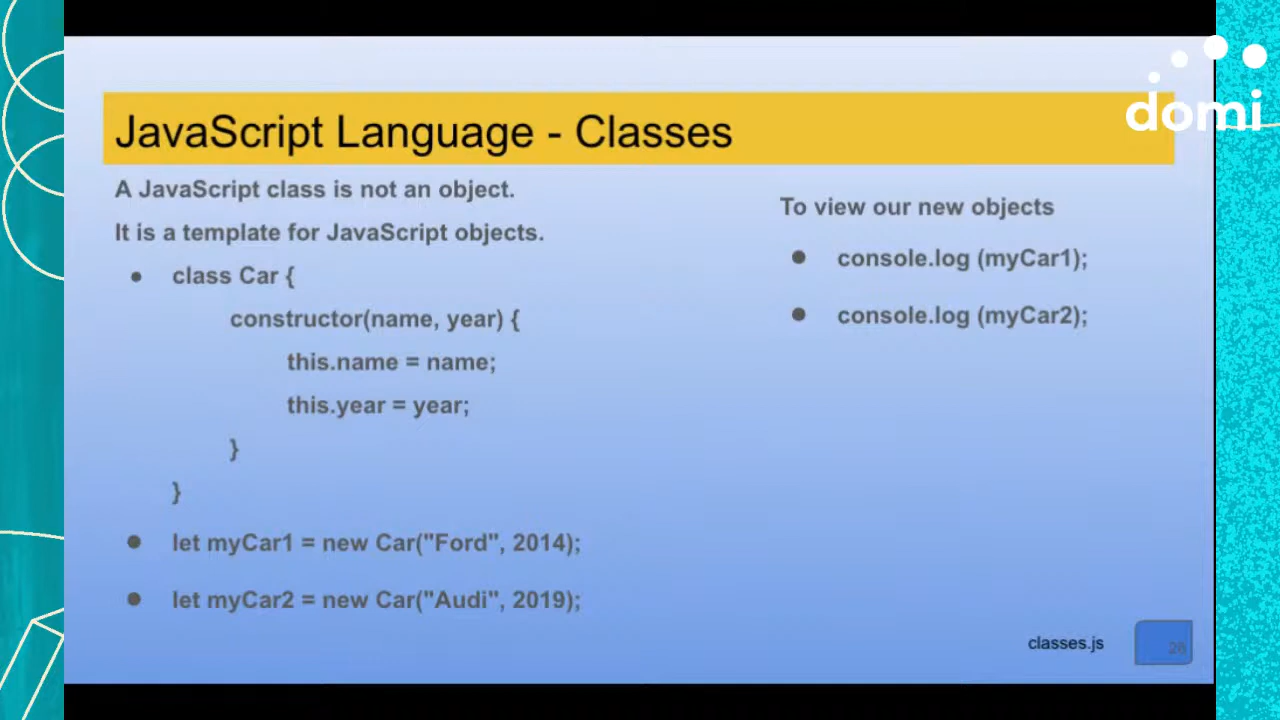 domi
JavaScript Language - Classes
A JavaScript class is not an object.
It is a template for JavaScript objects.
● class Car {
constructor(name, year) {
this.name = name;
this.year = year;
}
}
● let myCar1 = new Car("Ford", 2014);
● let myCar2 = new Car("Audi", 2019);
To view our new objects
● console.log (myCar1);
● console.log (myCar2);
classes.js